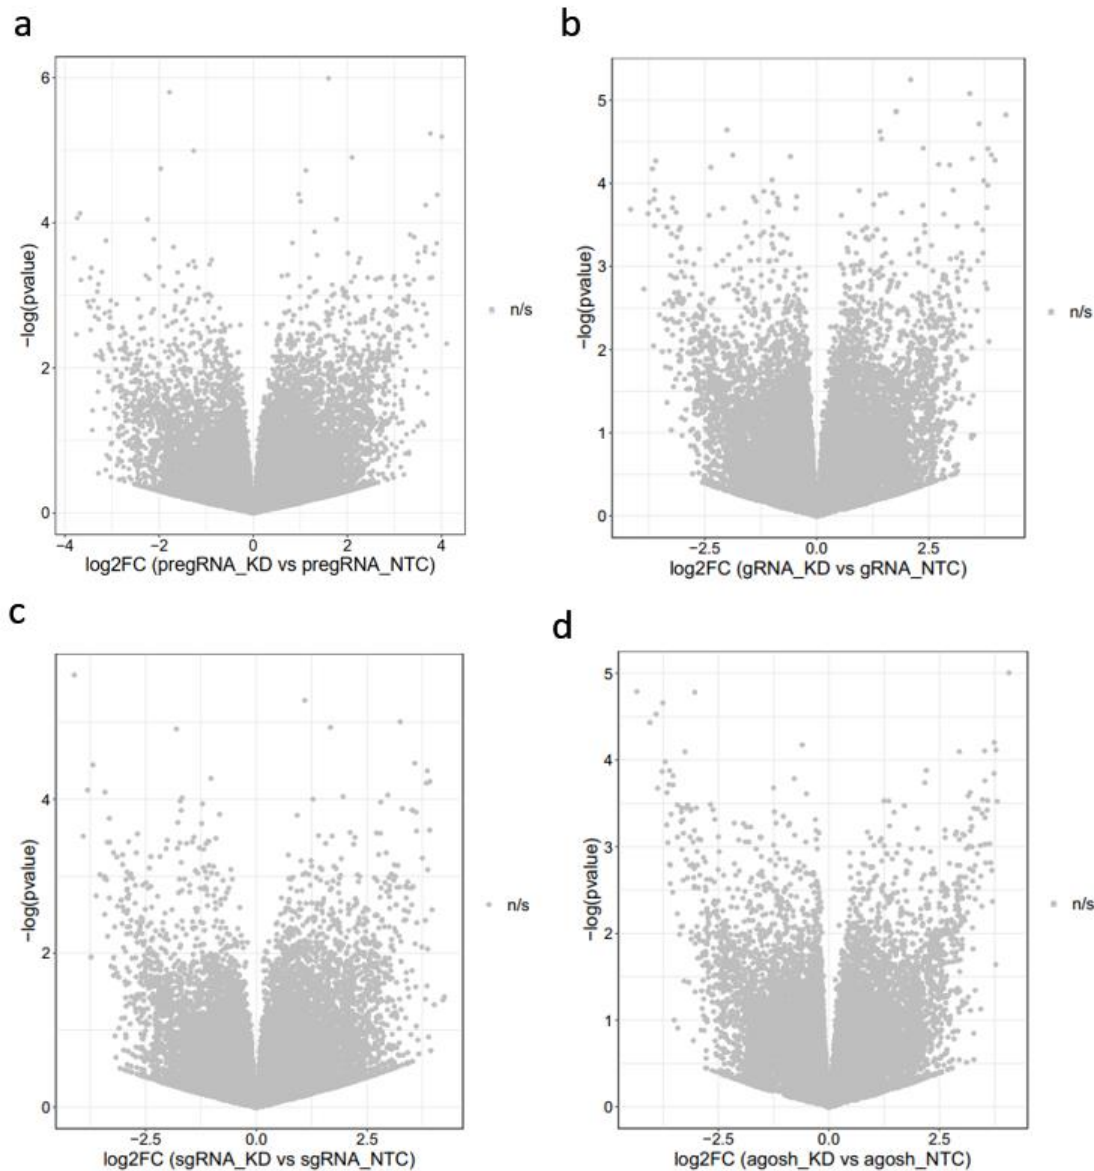 a
b
6
4
2
0
−log(pvalue)
−4
−2
0
2
4
log2FC (pregRNA_KD vs pregRNA_NTC)
n/s
5
4
3
2
1
0
−log(pvalue)
−2.5
0.0
2.5
log2FC (gRNA_KD vs gRNA_NTC)
n/s
c
d
4
2
0
−log(pvalue)
−2.5
0.0
2.5
log2FC (sgRNA_KD vs sgRNA_NTC)
n/s
5
4
3
2
1
0
−log(pvalue)
−2.5
0.0
2.5
log2FC (agosh_KD vs agosh_NTC)
n/s